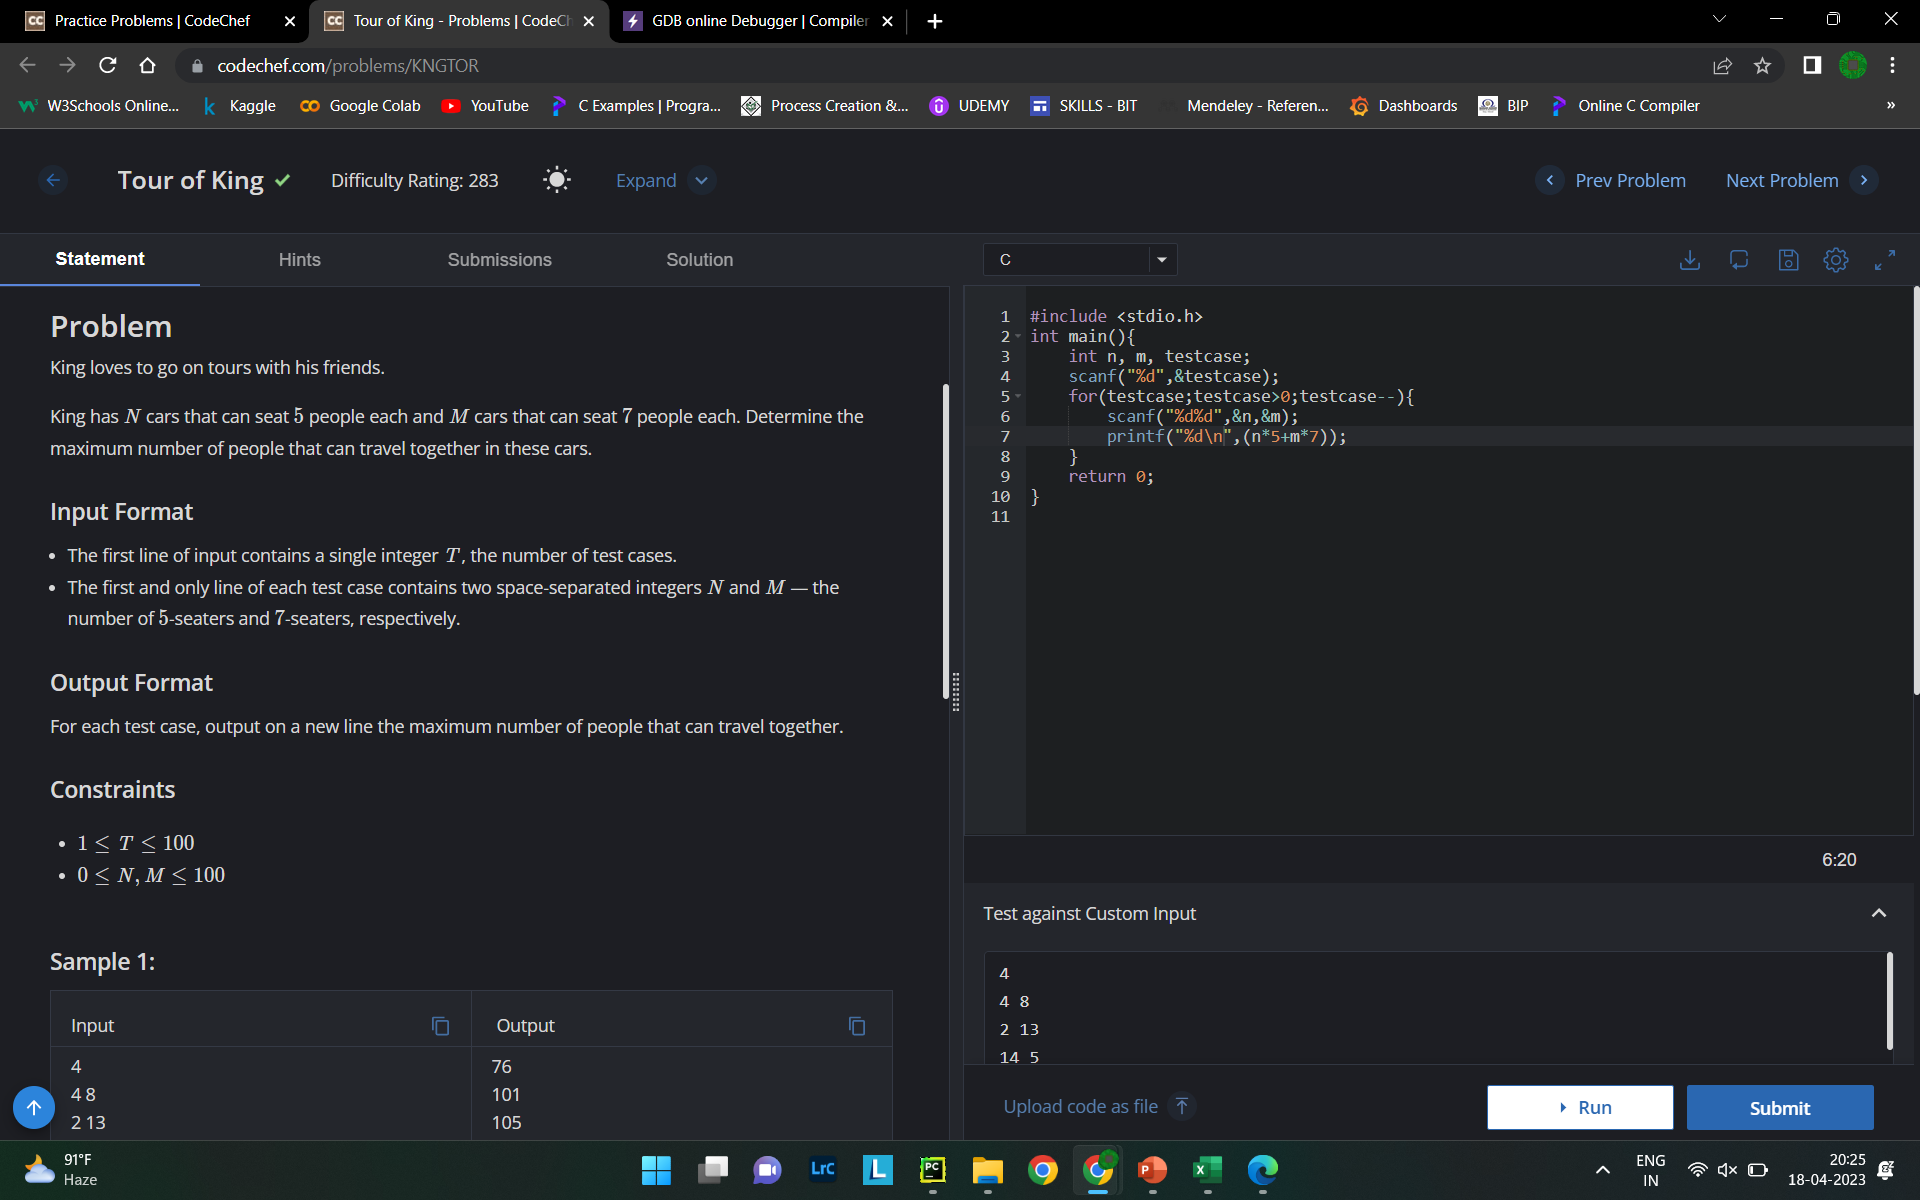 Practice Problems | CodeChef
Tour of King - Problems | CodeCh
GDB online Debugger | Compiler
codechef.com/problems/KNGTOR
W3Schools Online...
Kaggle
Google Colab
YouTube
C Examples | Progra...
Process Creation &...
UDEMY
SKILLS - BIT
Mendeley - Referen...
Dashboards
BIP
Online C Compiler
»
Tour of King
Difficulty Rating: 283
Expand
Prev Problem
Next Problem
Statement
Hints
Submissions
Solution
Problem
King loves to go on tours with his friends.
King has N cars that can seat 5 people each and M cars that can seat 7 people each. Determine the
maximum number of people that can travel together in these cars.
Input Format
• The first line of input contains a single integer T, the number of test cases.
• The first and only line of each test case contains two space-separated integers N and M — the
number of 5-seaters and 7-seaters, respectively.
Output Format
For each test case, output on a new line the maximum number of people that can travel together.
Constraints
• 1 ≤ T ≤ 100
• 0 ≤ N, M ≤ 100
Sample 1:
Input
Output
4
76
4 8
101
2 13
105
C
1 #include <stdio.h>
2 int main(){
3 int n, m, testcase;
4 scanf("%d",&testcase);
5 for(testcase;testcase>0;testcase--){
6 scanf("%d%d",&n,&m);
7 printf("%d\n",(n*5+m*7));
8 }
9 return 0;
10 }
11
6:20
Test against Custom Input
4
4 8
2 13
14 5
Upload code as file
Run
Submit
91°F
Haze
LrC
L
PC
P
X
ENG
IN
20:25
18-04-2023